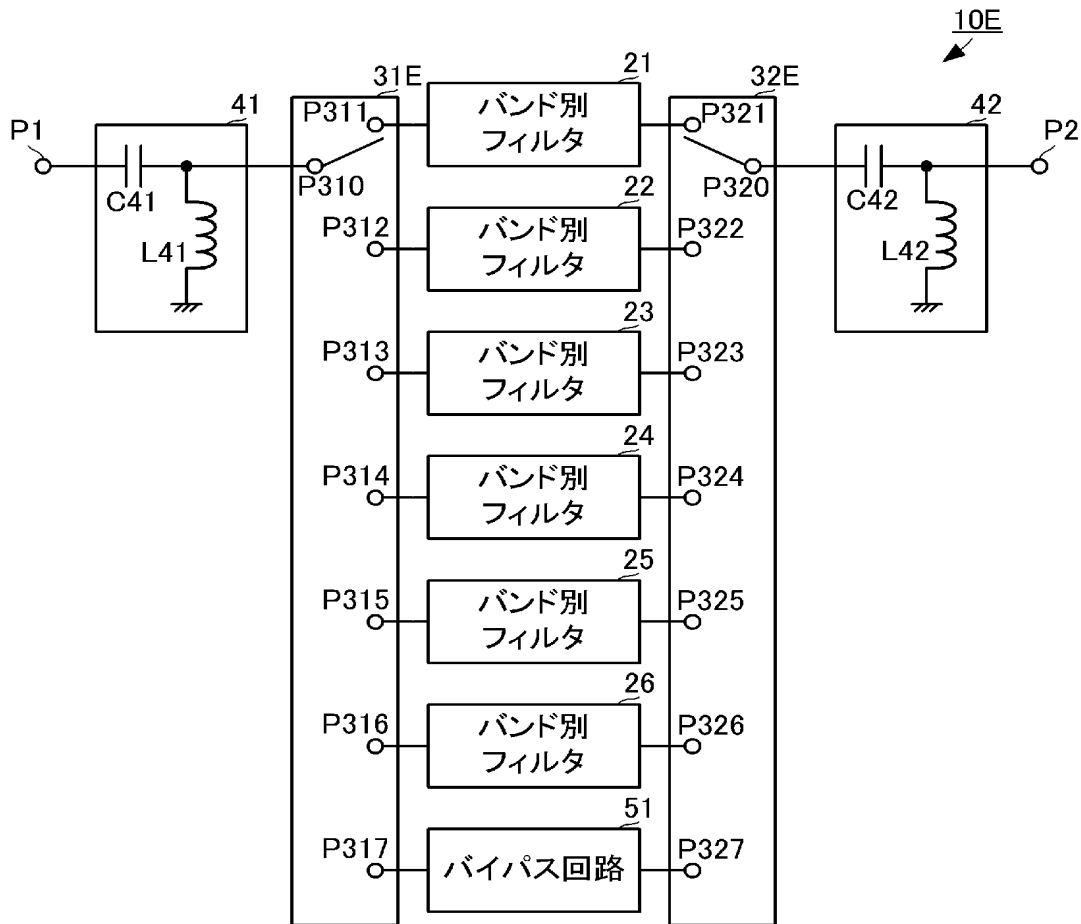 10E
21
31E
32E
41
P311
バンド別
フィルタ
P321
42
P1
P2
P310
P320
C41
C42
22
P312
バンド別
フィルタ
P322
L41
L42
23
P313
バンド別
フィルタ
P323
24
P314
バンド別
フィルタ
P324
25
P315
バンド別
フィルタ
P325
26
P316
バンド別
フィルタ
P326
51
P317
バイパス回路
P327